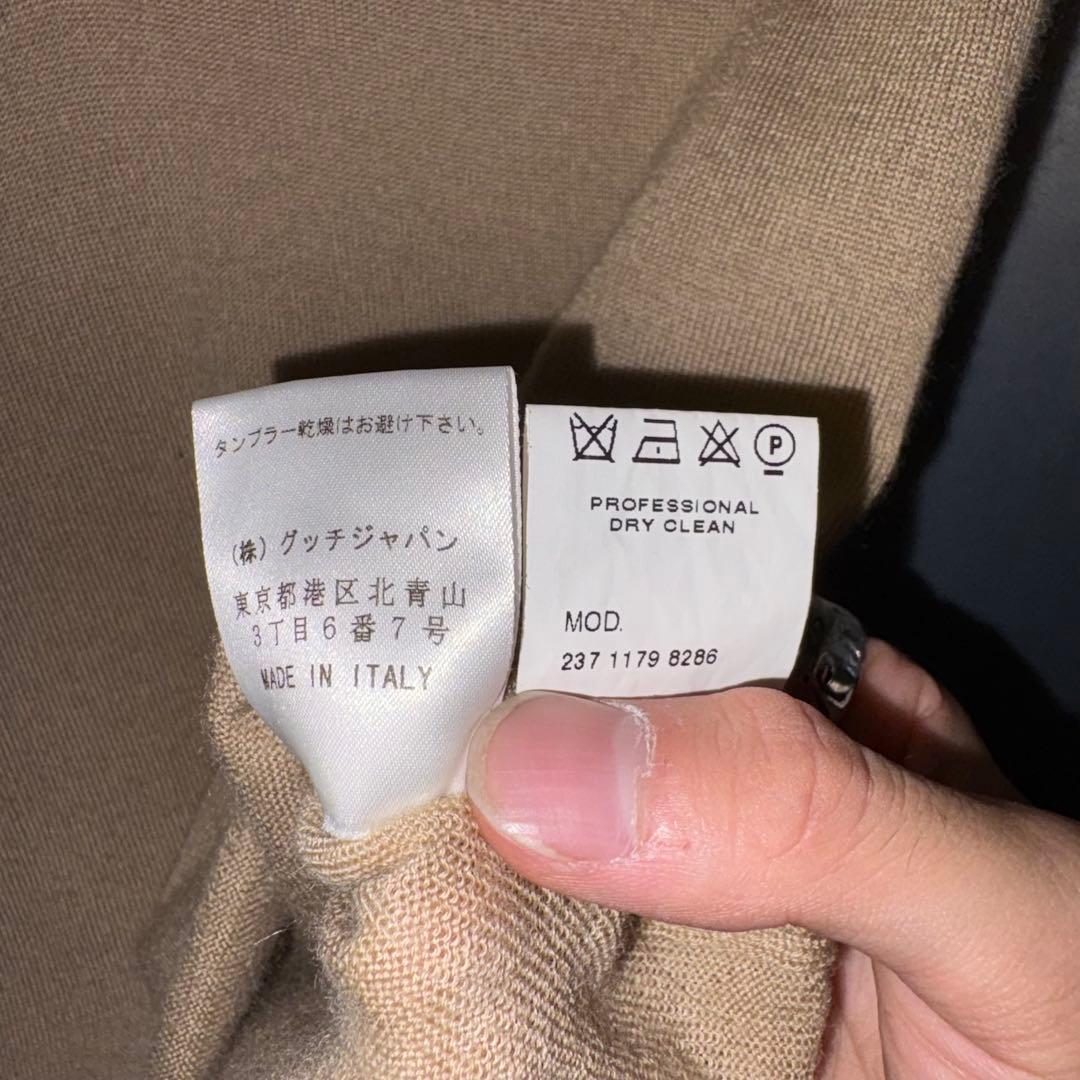 タンブラー乾燥はお避け下さい。
(株)グッチジャパン
東京都港区北青山
3丁目6番7号
MADE IN ITALY
P
PROFESSIONAL
DRY CLEAN
MOD.
237 1179 8286